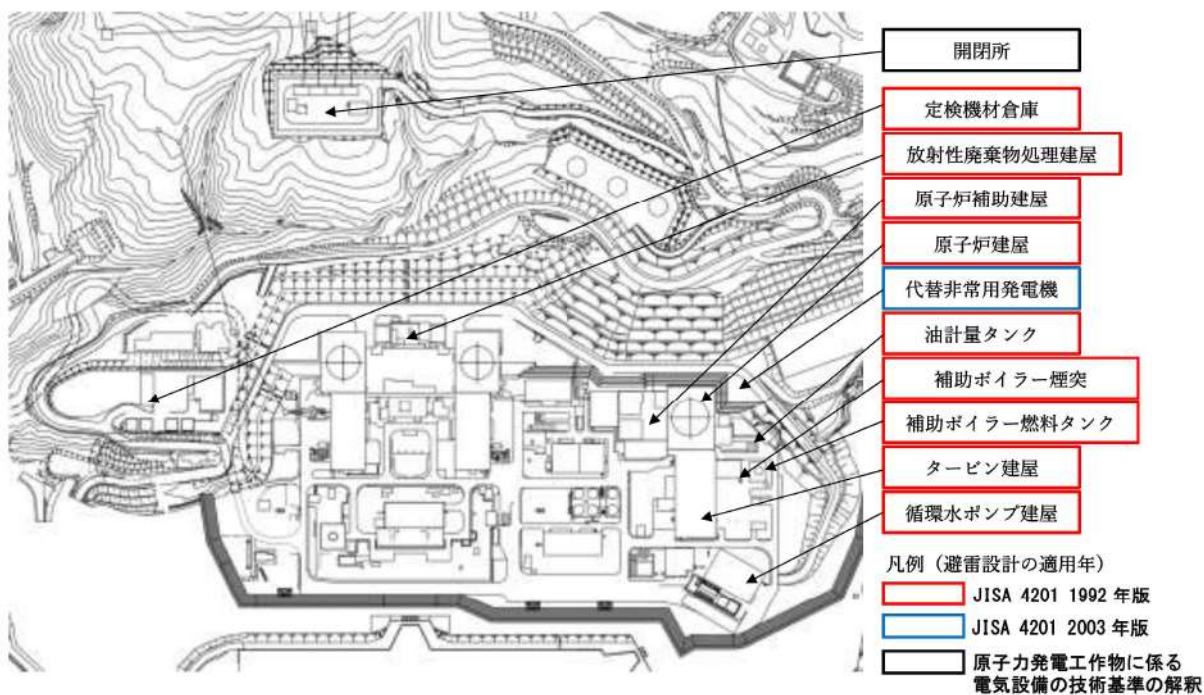 開閉所
定検機材倉庫
放射性廃棄物処理建屋
原子炉補助建屋
原子炉建屋
代替非常用発電機
油計量タンク
補助ボイラー煙突
補助ボイラー燃料タンク
タービン建屋
循環水ポンプ建屋
凡例（避雷設計の適用年）
JISA 4201 1992 年版
JISA 4201 2003 年版
原子力発電工作物に係る
電気設備の技術基準の解釈